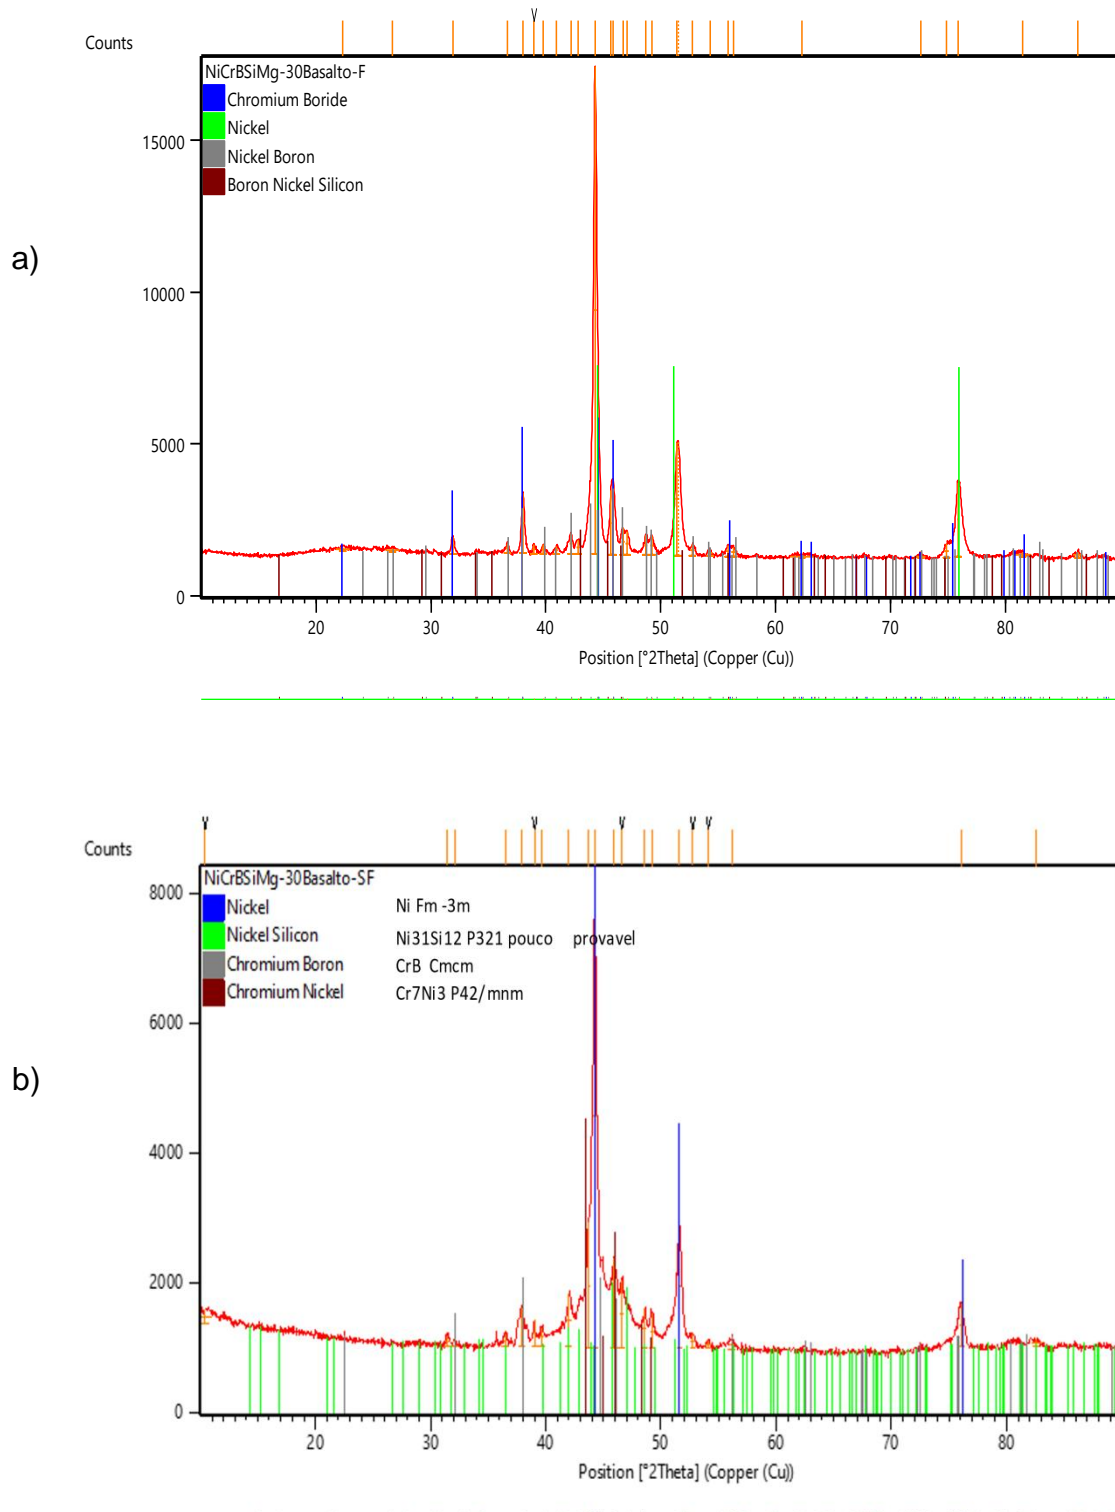 Counts
NiCrBSiMg-30Basalto-F
Chromium Boride
Nickel
Nickel Boron
Boron Nickel Silicon
15000
10000
5000
0
a)
20 30 40 50 60 70 80
Position [°2Theta] (Copper (Cu))
Counts
NiCrBSiMg-30Basalto-SF
Nickel Ni Fm -3m
Nickel Silicon Ni31Si12 P321 pouco provavel
Chromium Boron CrB Cmcm
Chromium Nickel Cr7Ni3 P42/mnm
8000
6000
4000
2000
0
b)
20 30 40 50 60 70 80
Position [°2Theta] (Copper (Cu))